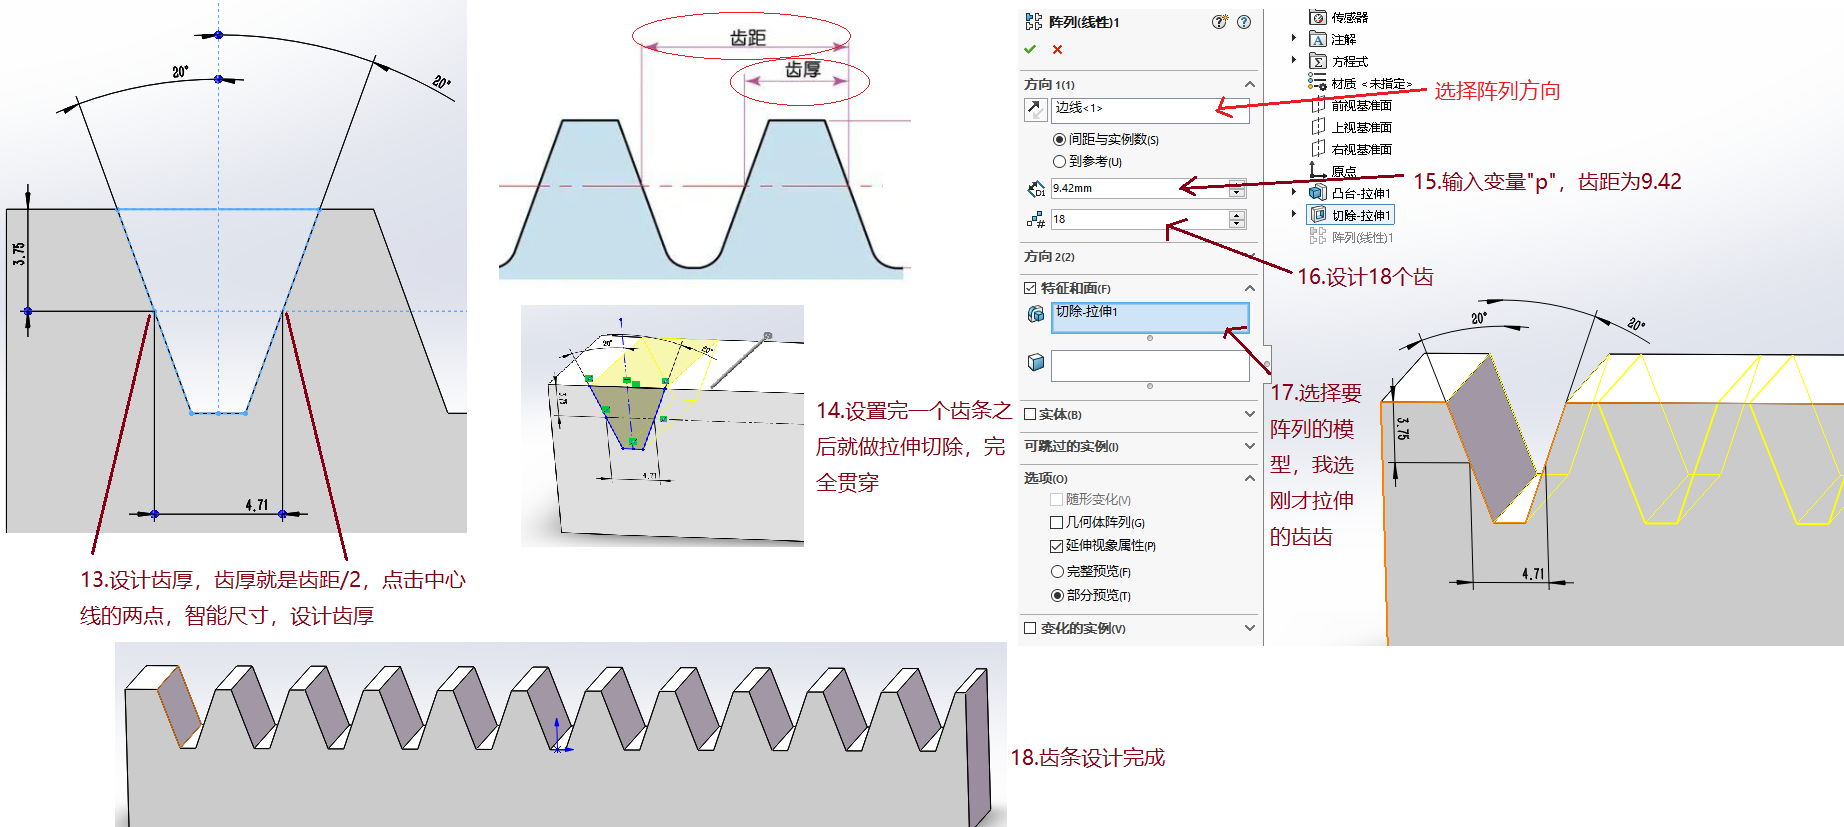 20°
20°
3.75
4.71
13.设计齿厚，齿厚就是齿距/2，点击中心
线的两点，智能尺寸，设计齿厚
齿距
齿厚
1
20°
20°
3.75
4.71
14.设置完一个齿条之
后就做拉伸切除，完
全贯穿
阵列(线性)1
方向 1(1)
边线<1>
间距与实例数(S)
到参考(U)
D1
9.42mm
#
18
方向 2(2)
特征和面(F)
切除-拉伸1
实体(B)
可跳过的实例(I)
选项(O)
随形变化(V)
几何体阵列(G)
延伸视象属性(P)
完整预览(F)
部分预览(T)
变化的实例(V)
传感器
注解
方程式
材质 <未指定>
前视基准面
上视基准面
右视基准面
原点
凸台-拉伸1
切除-拉伸1
阵列(线性)1
选择阵列方向
15.输入变量"p"，齿距为9.42
16.设计18个齿
17.选择要
阵列的模
型，我选
刚才拉伸
的齿齿
20°
20°
3.75
4.71
18.齿条设计完成